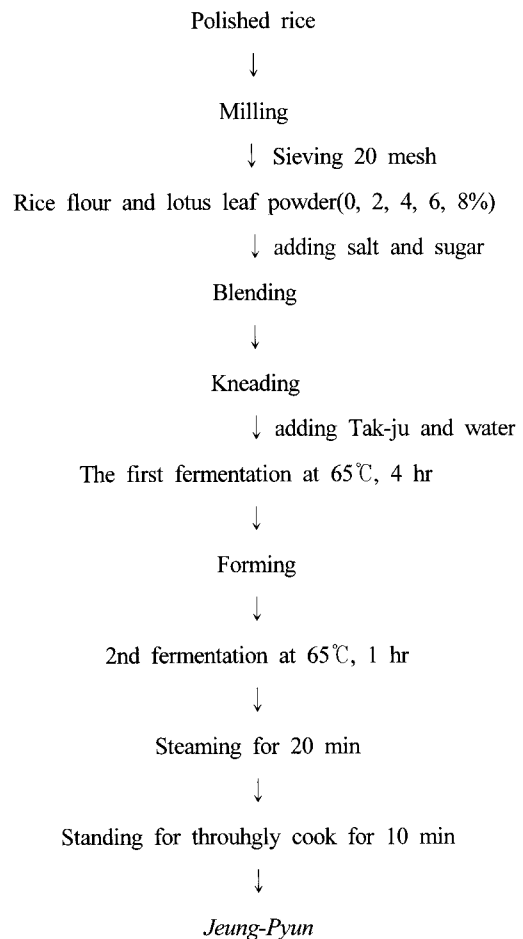 Polished rice
↓
Milling
↓ Sieving 20 mesh
Rice flour and lotus leaf powder(0, 2, 4, 6, 8%)
↓ adding salt and sugar
Blending
↓
Kneading
↓ adding Tak-ju and water
The first fermentation at 65℃, 4 hr
↓
Forming
↓
2nd fermentation at 65℃, 1 hr
↓
Steaming for 20 min
↓
Standing for throuhgly cook for 10 min
↓
Jeung-Pyun